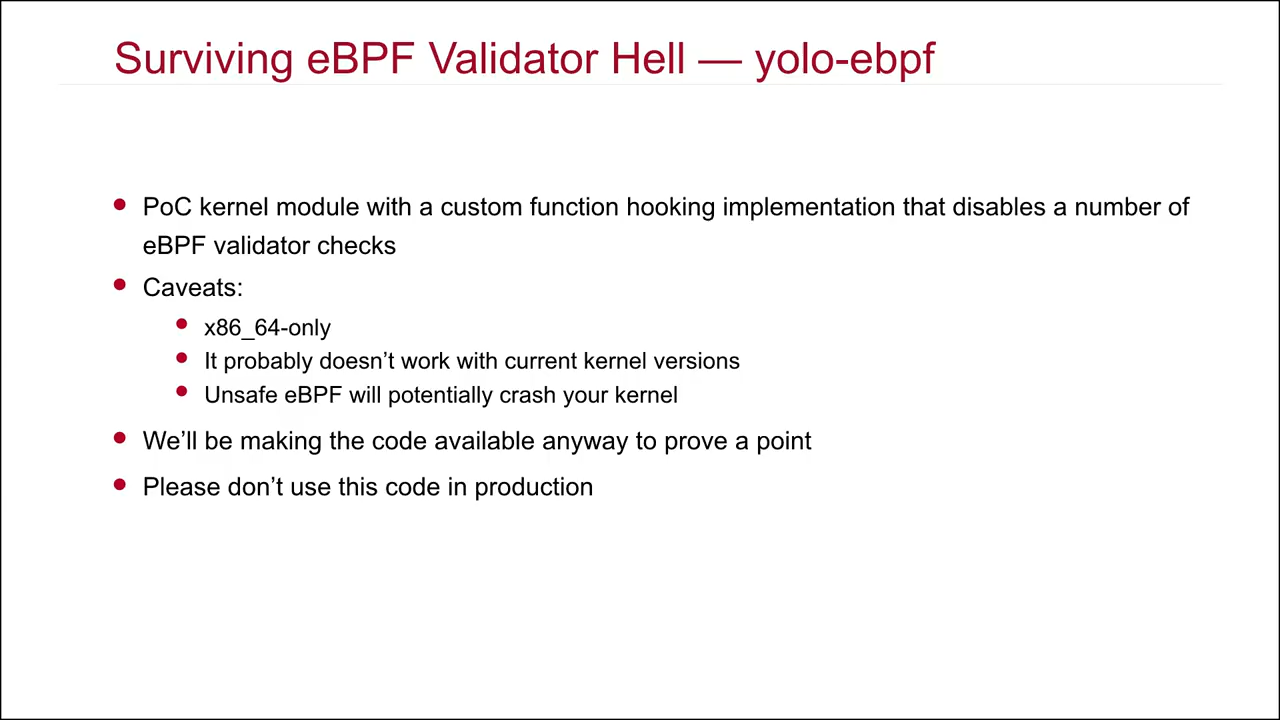 Surviving eBPF Validator Hell — yolo-ebpf
PoC kernel module with a custom function hooking implementation that disables a number of
eBPF validator checks
Caveats:
x86_64-only
It probably doesn’t work with current kernel versions
Unsafe eBPF will potentially crash your kernel
We’ll be making the code available anyway to prove a point
Please don’t use this code in production